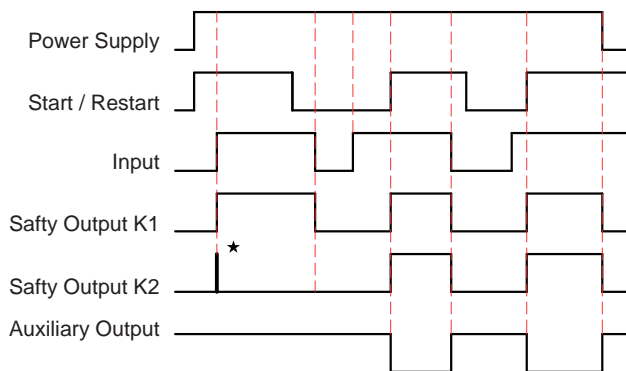 Power Supply
Start / Restart
Input
Safty Output K1
★
Safty Output K2
Auxiliary Output